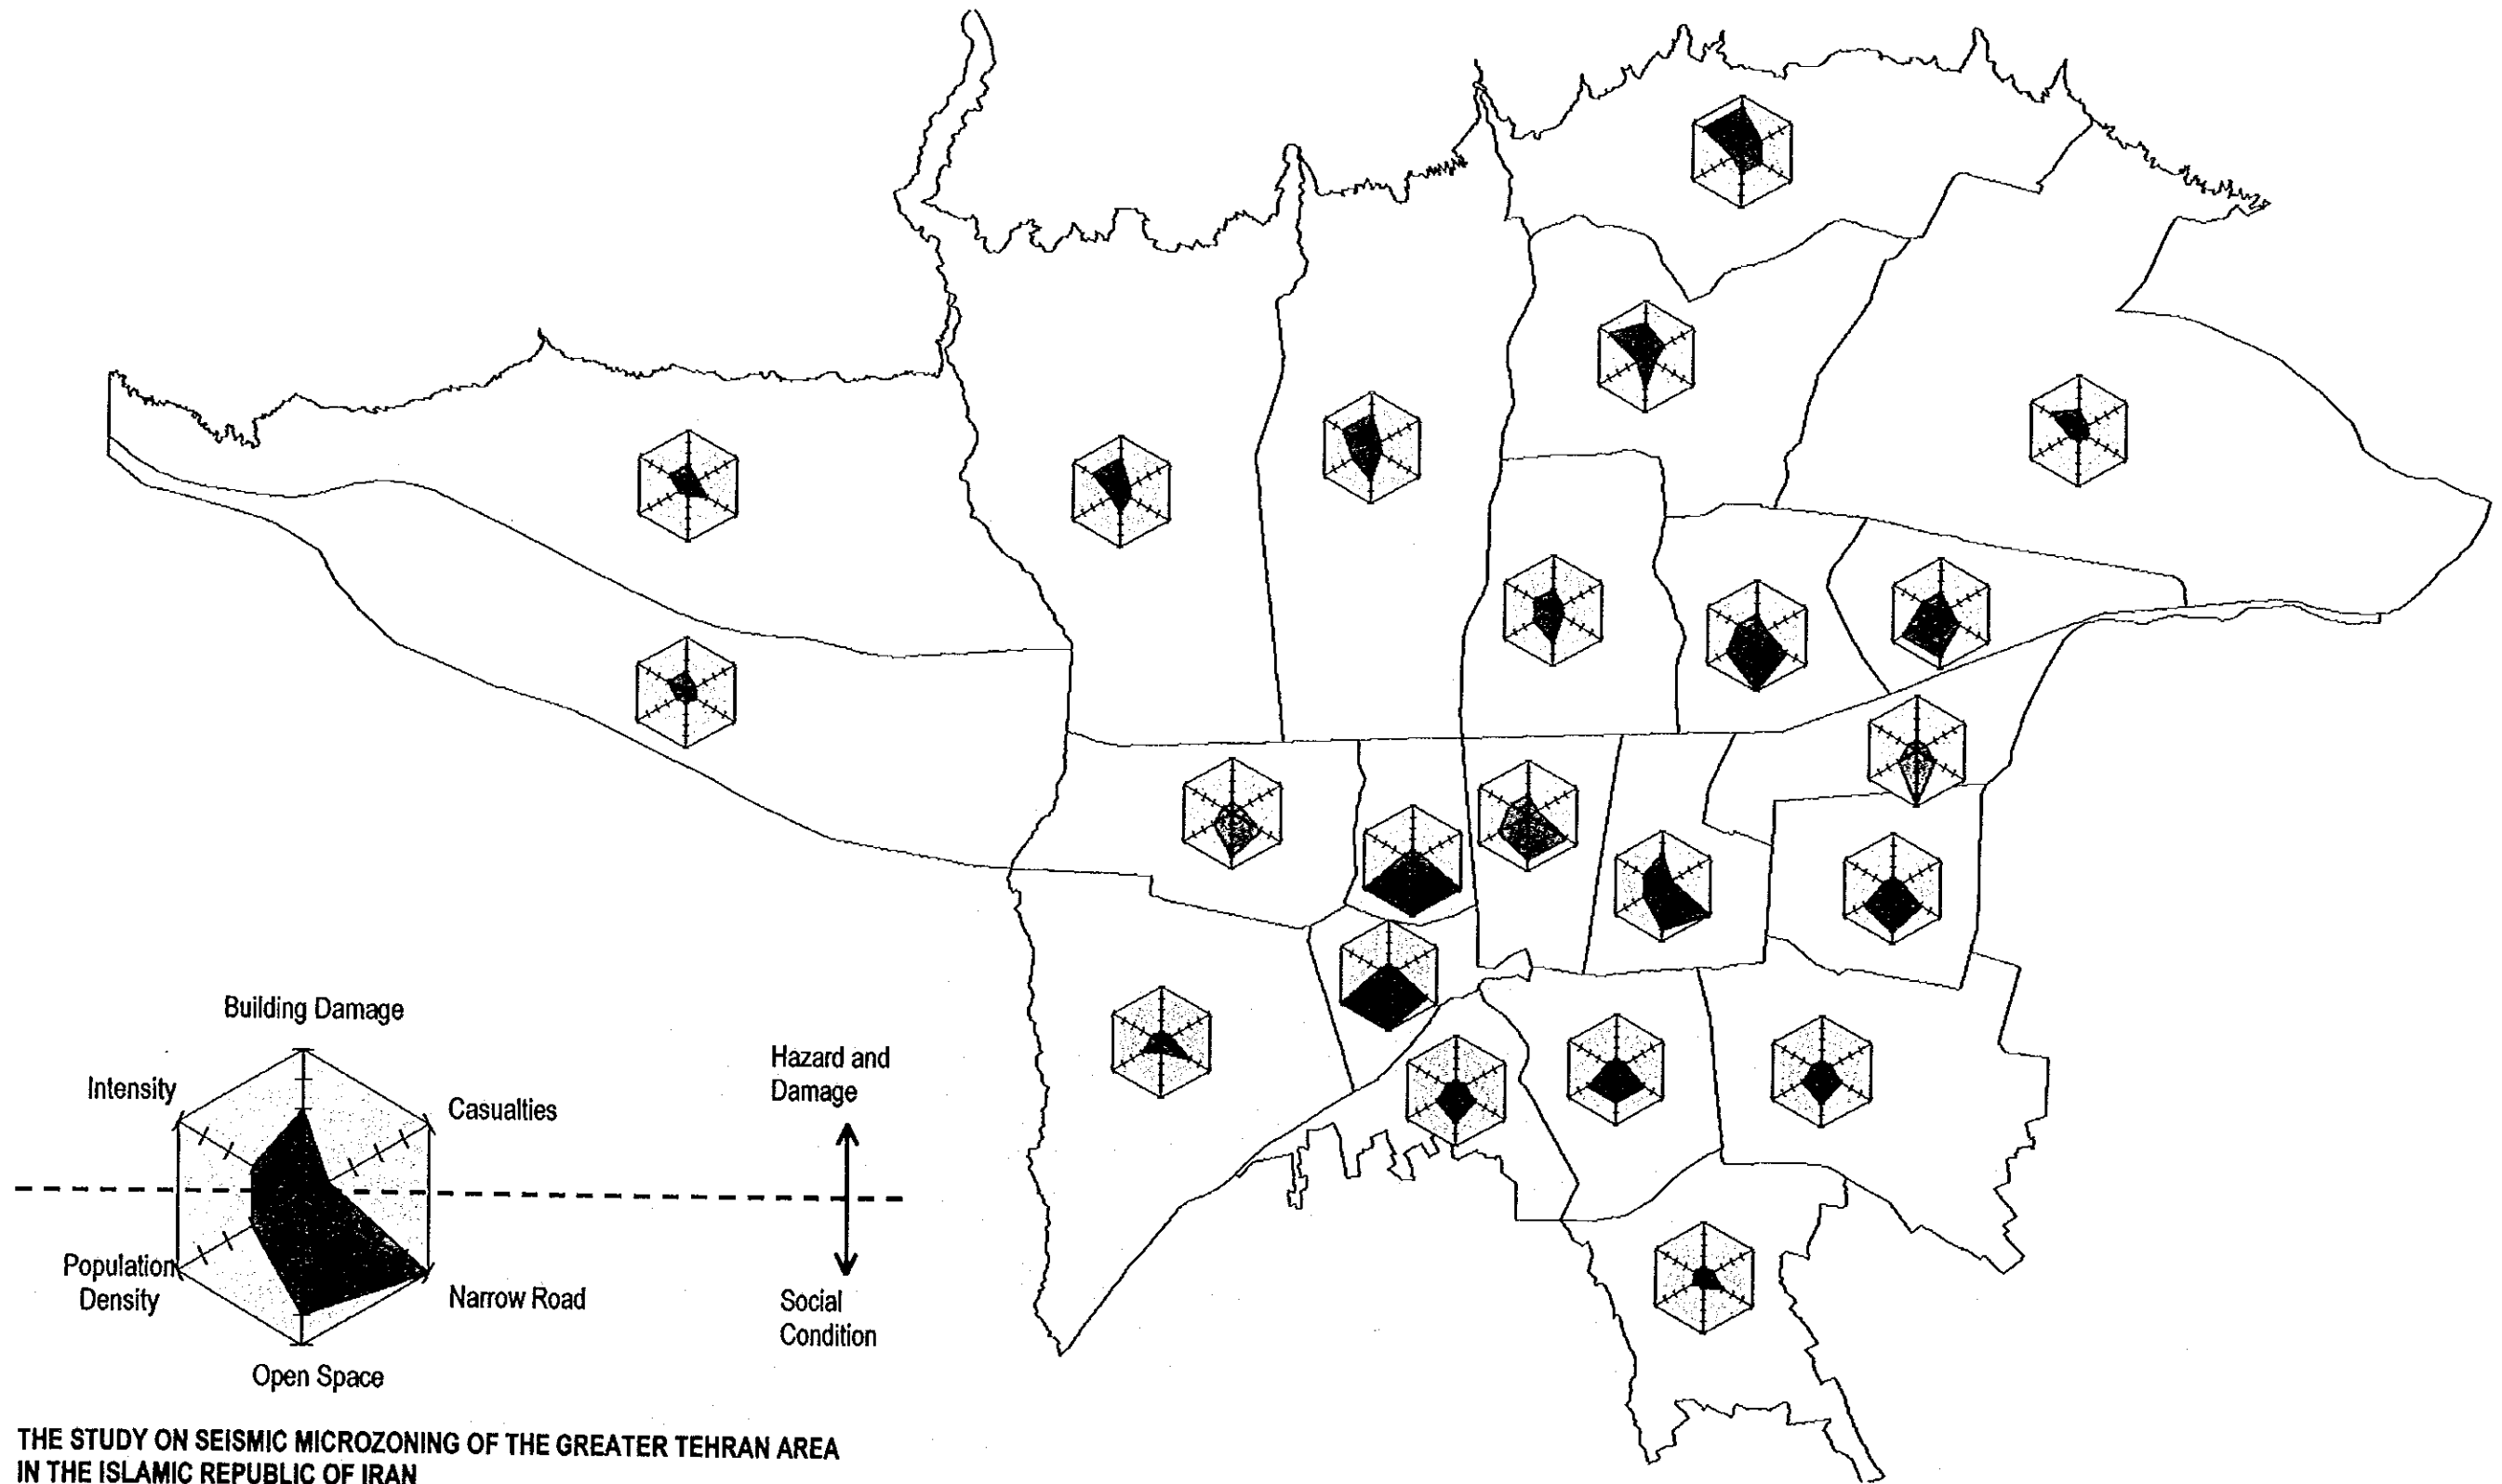 Building Damage
Intensity
Casualties
Hazard and
Damage
Population
Density
Narrow Road
Social
Condition
Open Space
THE STUDY ON SEISMIC MICROZONING OF THE GREATER TEHRAN AREA
IN THE ISLAMIC REPUBLIC OF IRAN